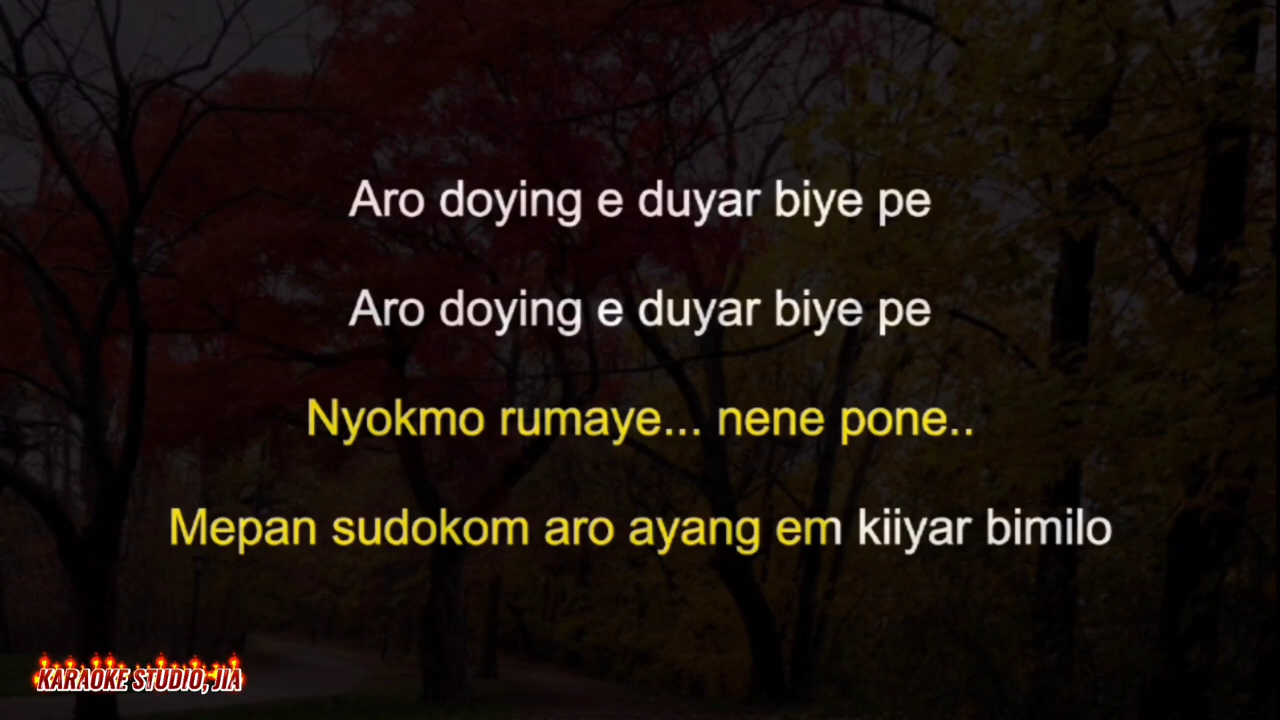 Aro doying e duyar biye pe
Aro doying e duyar biye pe
Nyokmo rumaye... nene pone..
Mepan sudokom aro ayang em kiiyar bimilo
KARAOKE STUDIO, JIA